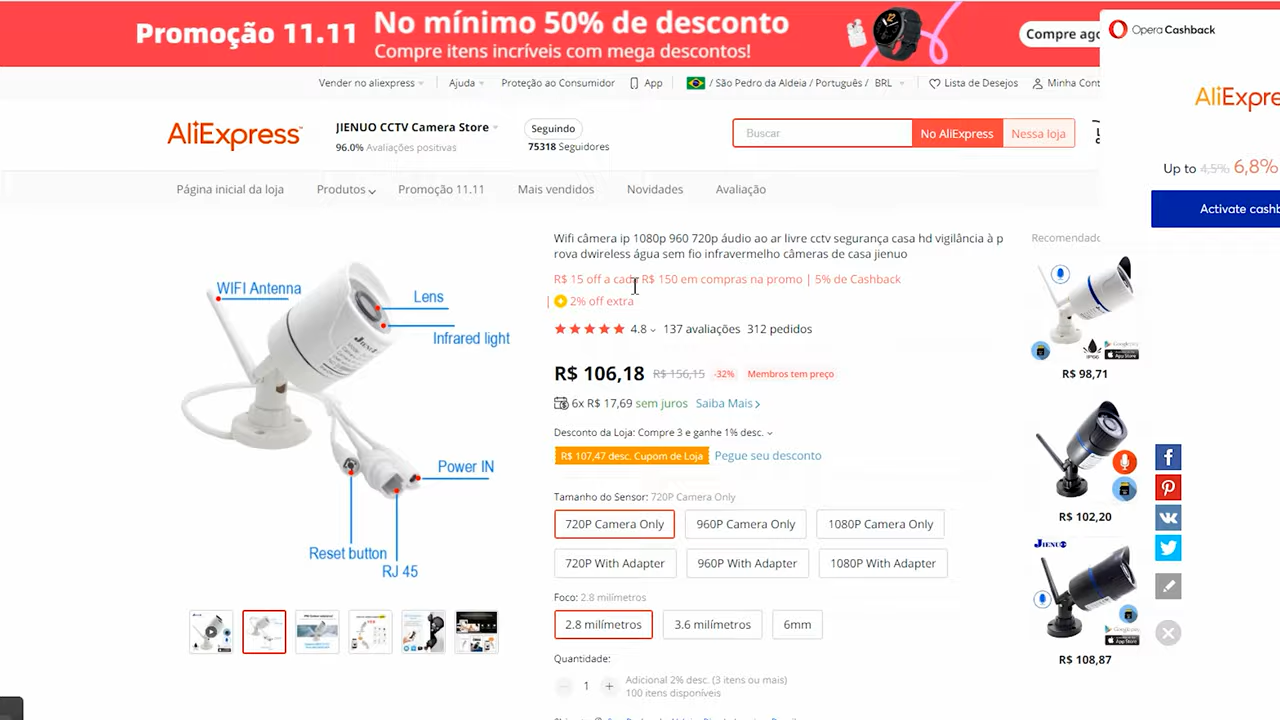 Promoção 11.11
No mínimo 50% de desconto
Compre itens incríveis com mega descontos!
Compre ago
Opera Cashback
Vender no aliexpress
Ajuda
Proteção ao Consumidor
App
/ São Pedro da Aldeia / Português / BRL
Lista de Desejos
Minha Cont
AliExpre
AliExpress
JIENUO CCTV Camera Store
96.0% Avaliações positivas
Seguindo
75318 Seguidores
Buscar
No AliExpress
Nessa loja
Up to 4,5% 6,8%
Activate cashb
Página inicial da loja
Produtos
Promoção 11.11
Mais vendidos
Novidades
Avaliação
Wifi câmera ip 1080p 960 720p áudio ao ar livre cctv segurança casa hd vigilância à p
rova dwireless água sem fio infravermelho câmeras de casa jienuo
R$ 15 off a cada R$ 150 em compras na promo | 5% de Cashback
| 2% off extra
4.8
137 avaliações
312 pedidos
R$ 106,18 R$ 156,15 -32% Membros tem preço
6x R$ 17,69 sem juros Saiba Mais
Desconto da Loja: Compre 3 e ganhe 1% desc.
R$ 107,47 desc. Cupom de Loja
Pegue seu desconto
Tamanho do Sensor: 720P Camera Only
720P Camera Only
960P Camera Only
1080P Camera Only
720P With Adapter
960P With Adapter
1080P With Adapter
Foco: 2.8 milímetros
2.8 milímetros
3.6 milímetros
6mm
Quantidade:
1
Adicional 2% desc. (3 itens ou mais)
100 itens disponíveis
WIFI Antenna
Lens
Infrared light
JIENUO
Power IN
Reset button
RJ 45
Recomendado
R$ 98,71
R$ 102,20
JIENUO
R$ 108,87